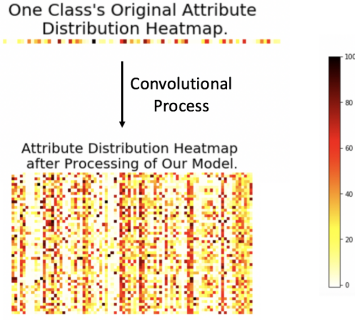 One Class's Original Attribute
Distribution Heatmap.
Convolutional
Process
Attribute Distribution Heatmap
after Processing of Our Model.
100
80
60
40
20
0